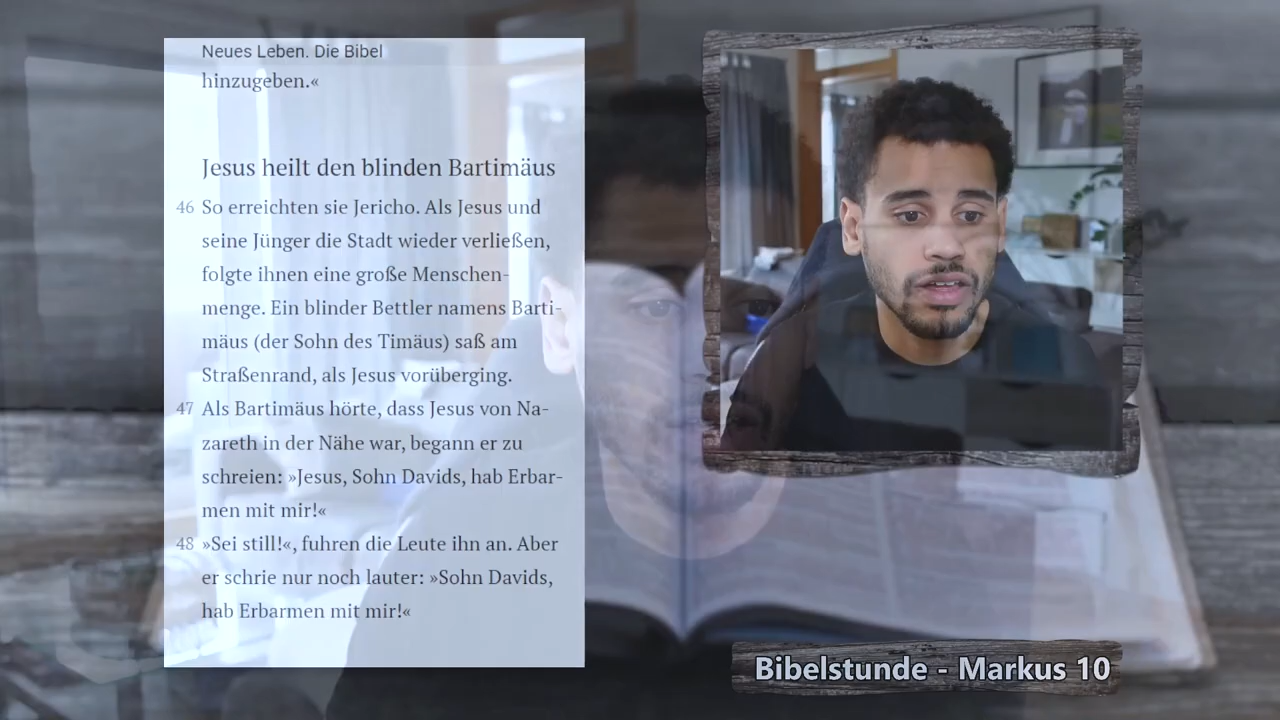 Neues Leben. Die Bibel
hinzugeben.«
Jesus heilt den blinden Bartimäus
46 So erreichten sie Jericho. Als Jesus und
seine Jünger die Stadt wieder verließen,
folgte ihnen eine große Menschen-
menge. Ein blinder Bettler namens Barti-
mäus (der Sohn des Timäus) saß am
Straßenrand, als Jesus vorüberging.
47 Als Bartimäus hörte, dass Jesus von Na-
zareth in der Nähe war, begann er zu
schreien: »Jesus, Sohn Davids, hab Erbar-
men mit mir!«
48 »Sei still!«, fuhren die Leute ihn an. Aber
er schrie nur noch lauter: »Sohn Davids,
hab Erbarmen mit mir!«
Bibelstunde - Markus 10